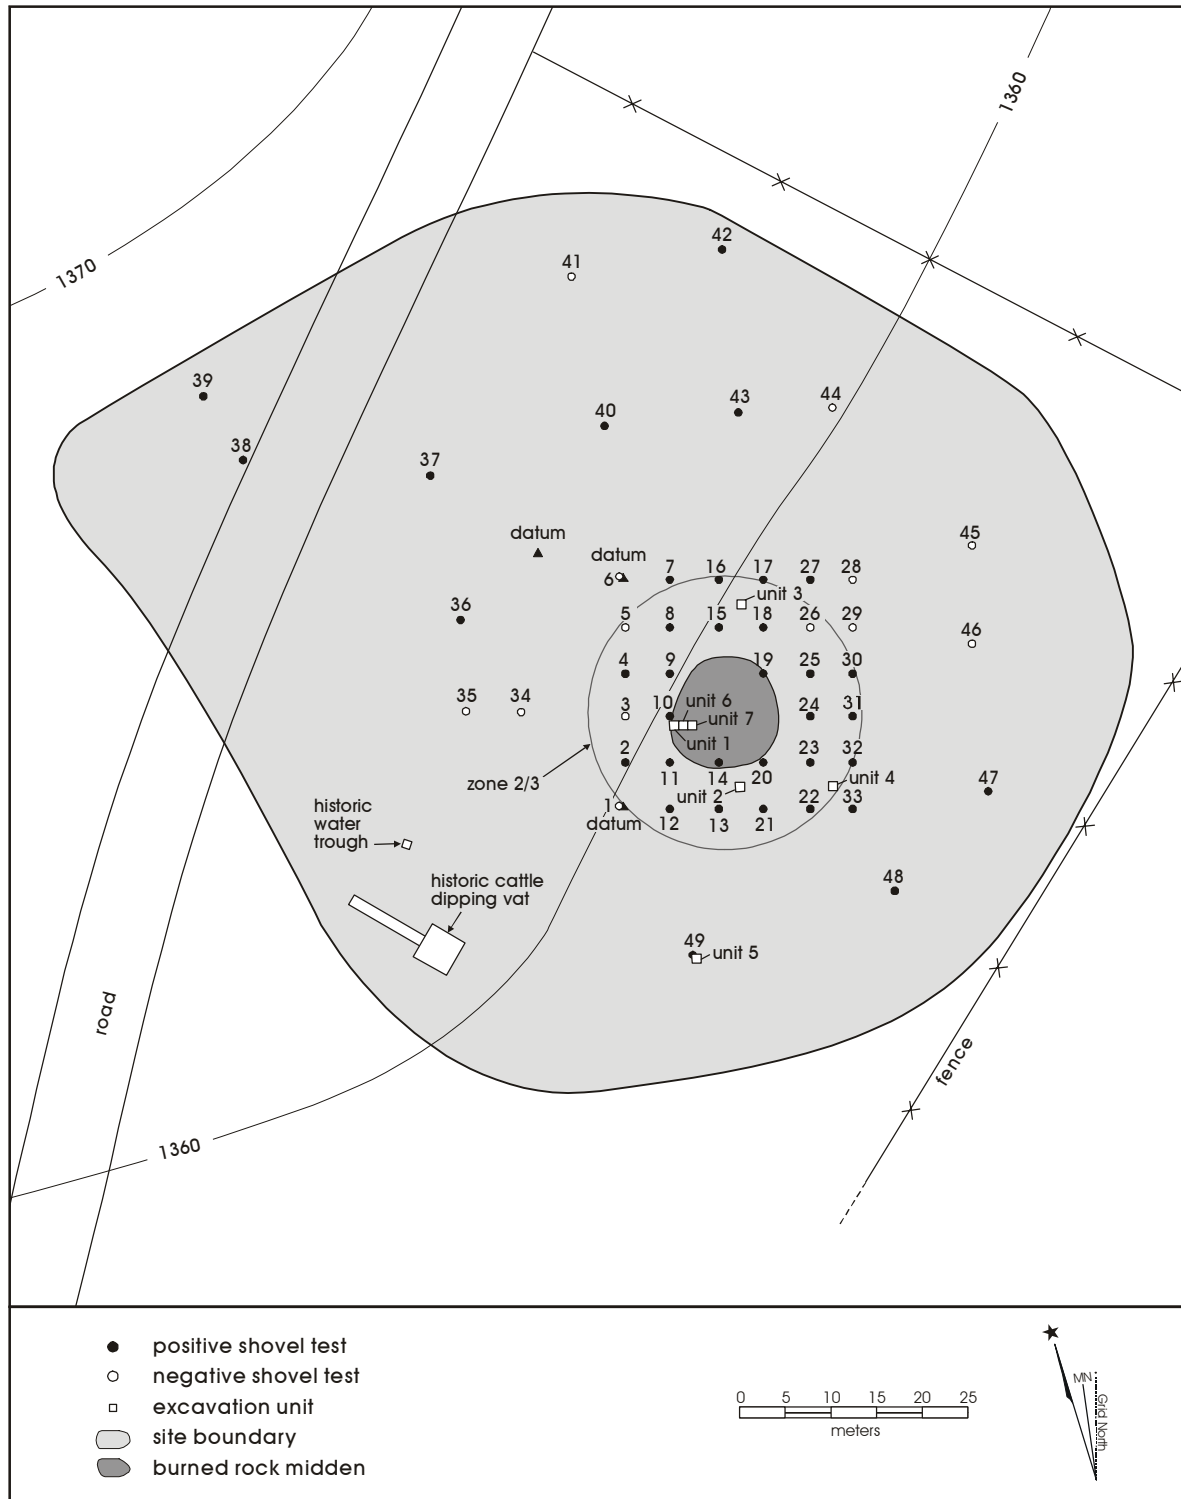 1360
42
41
1370
39
40
43
44
38
37
45
datum
datum
6
7
16
17
27
28
unit 3
36
5
8
15
18
26
29
46
4
9
19
25
30
35
34
3
10
unit 6
24
31
unit 7
unit 1
2
23
32
zone 2/3
11
14
20
unit 4
47
unit 2
historic
water
trough
1
22
33
datum
12
13
21
historic cattle
dipping vat
48
49
unit 5
road
fence
1360
positive shovel test
negative shovel test
excavation unit
site boundary
burned rock midden
0 5 10 15 20 25
meters
MN
Grid North